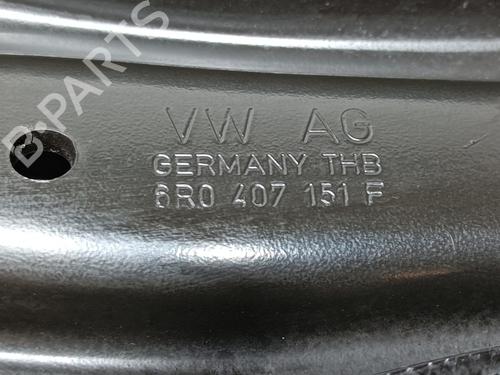 B-PARTS
VW AG
GERMANY THB
6R0 407 151 F